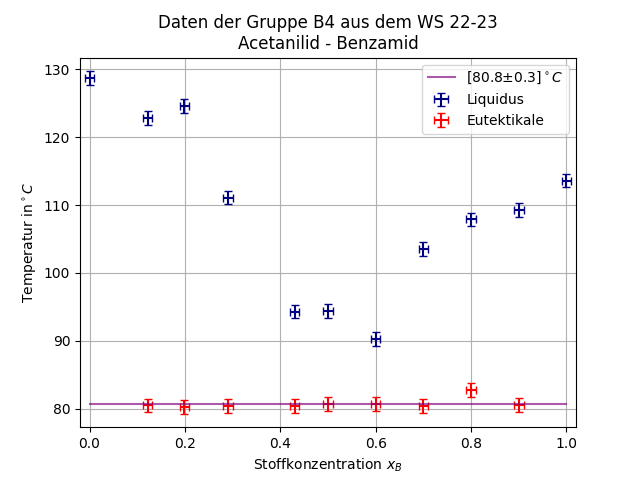 Daten der Gruppe B4 aus dem WS 22-23
Acetanilid - Benzamid
[80.8±0.3]°C
Liquidus
Eutektikale
Temperatur in °C
130
120
110
100
90
80
0.0 0.2 0.4 0.6 0.8 1.0
Stoffkonzentration x_B